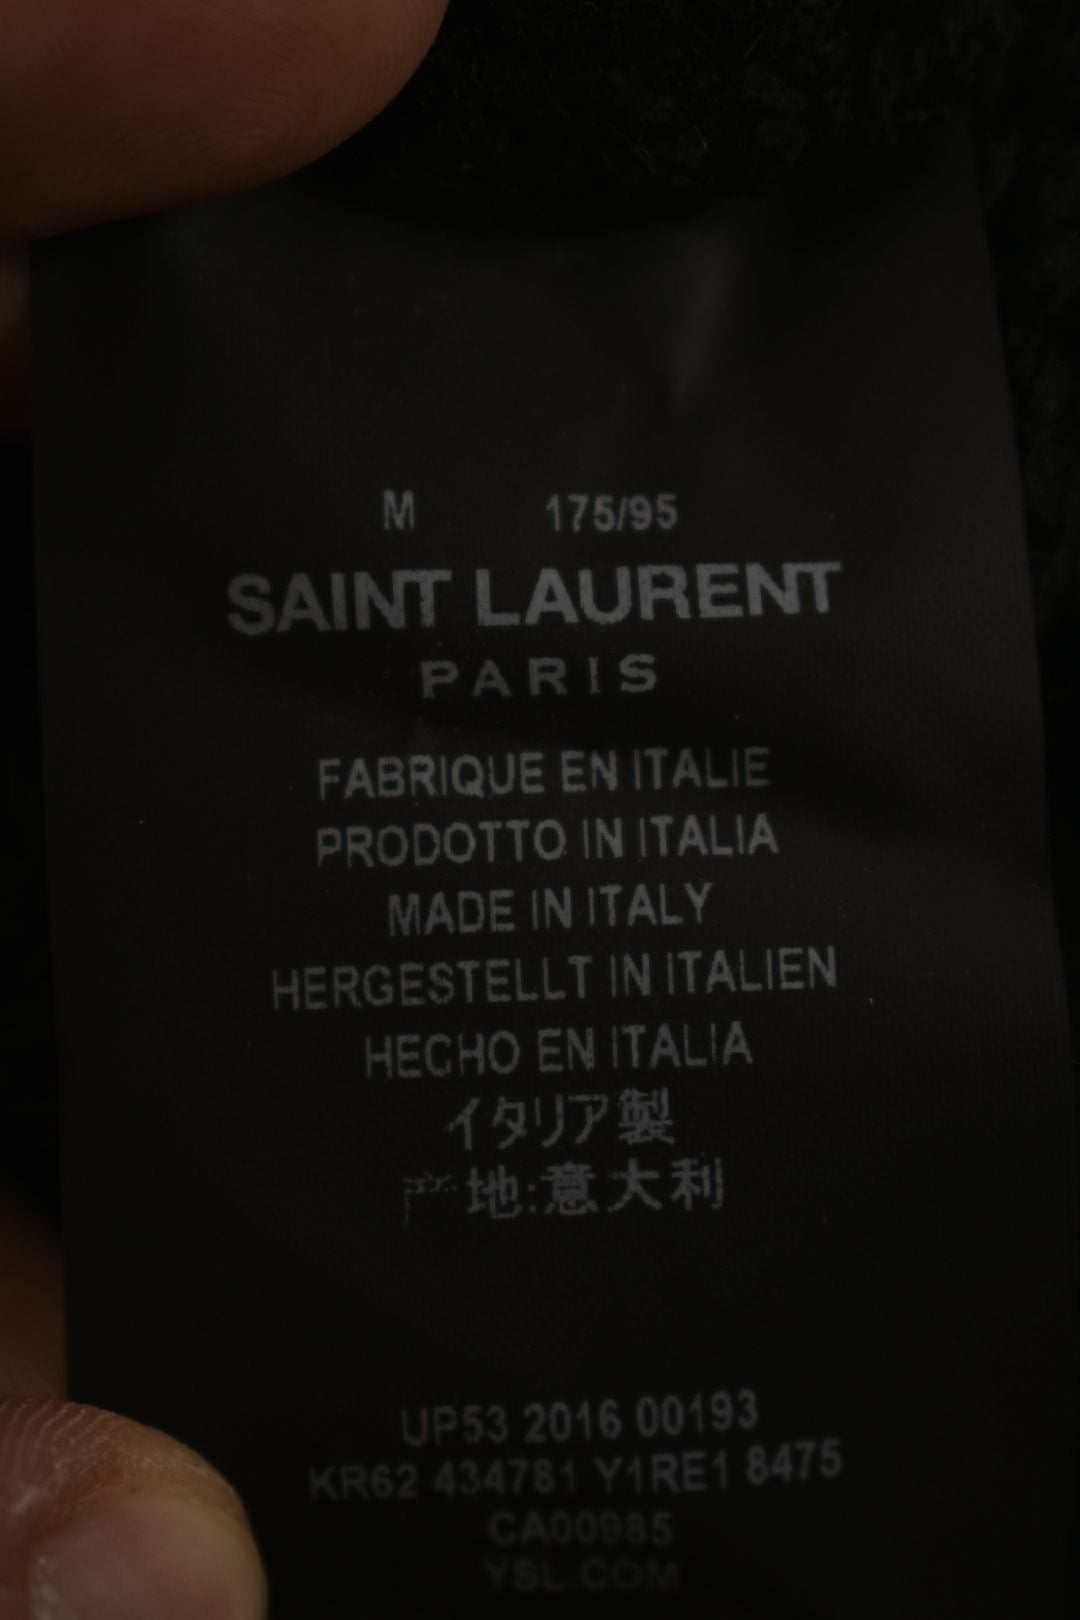 M 175/95
SAINT LAURENT
PARIS
FABRIQUE EN ITALIE
PRODOTTO IN ITALIA
MADE IN ITALY
HERGESTELLT IN ITALIEN
HECHO EN ITALIA
イタリア製
产地:意大利
UP53 2016 00193
KR62 434781 Y1RE1 8475
CA00985
YSL.COM